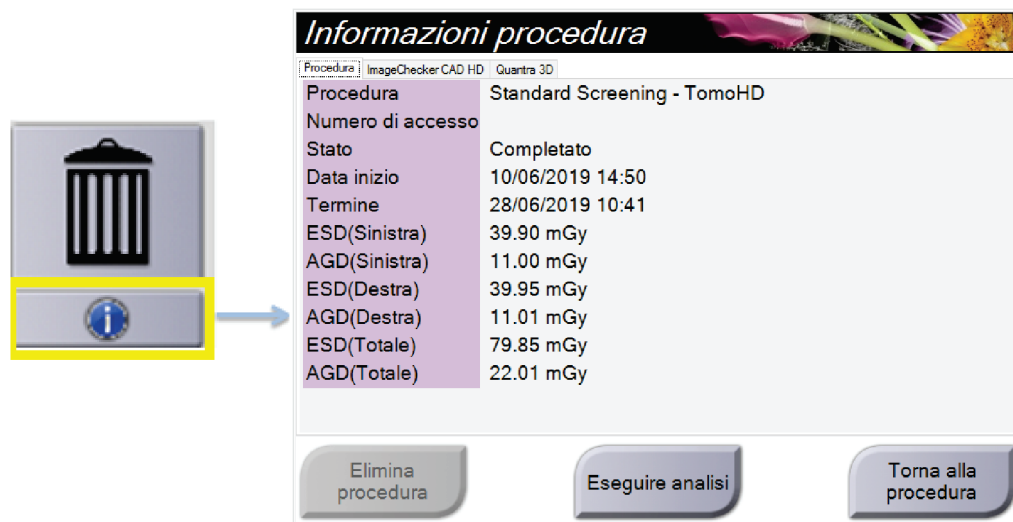 Informazioni procedura
Procedura ImageChecker CAD HD Quantra 3D
Procedura Standard Screening - TomoHD
Numero di accesso
Stato Completato
Data inizio 10/06/2019 14:50
Termine 28/06/2019 10:41
ESD(Sinistra) 39.90 mGy
AGD(Sinistra) 11.00 mGy
ESD(Destra) 39.95 mGy
AGD(Destra) 11.01 mGy
ESD(Totale) 79.85 mGy
AGD(Totale) 22.01 mGy
Elimina
procedura
Eseguire analisi
Torna alla
procedura